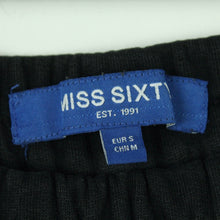 MISS SIXTY
EST. 1991
EUR S
CHN M